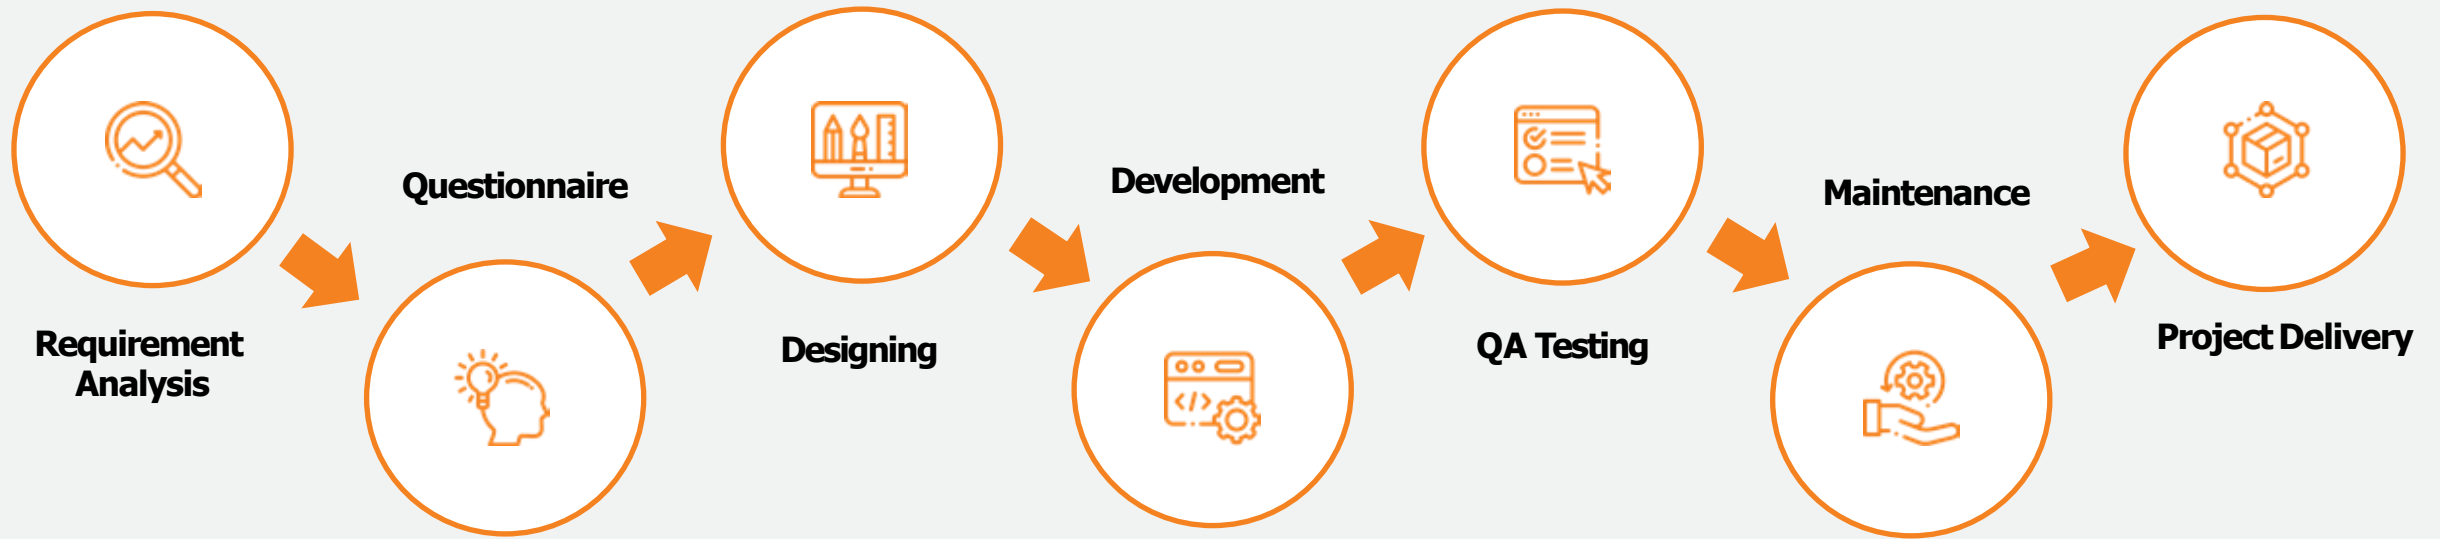 Requirement
Analysis
Questionnaire
Designing
Development
QA Testing
Maintenance
Project Delivery